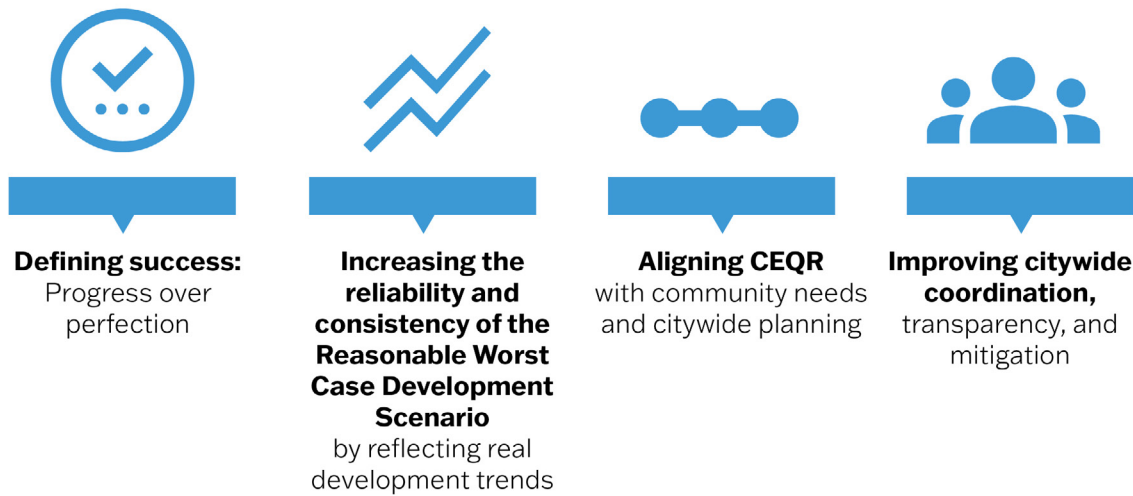 Defining success:
Progress over
perfection
Increasing the
reliability and
consistency of the
Reasonable Worst
Case Development
Scenario
by reflecting real
development trends
Aligning CEQR
with community needs
and citywide planning
Improving citywide
coordination,
transparency, and
mitigation